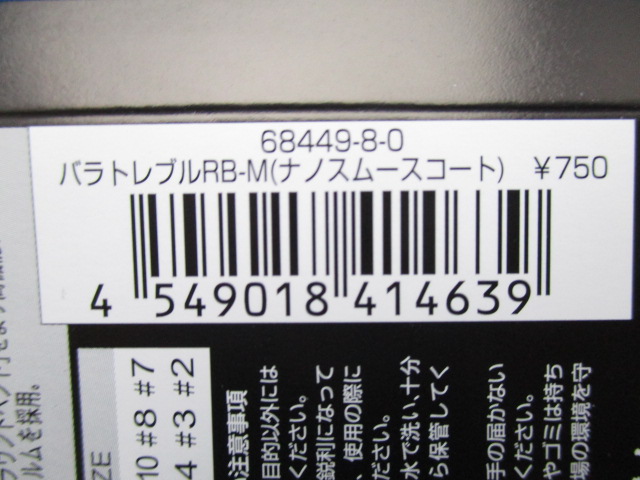 68449-8-0
バラトレブルRB-M(ナノスムースコート) ¥750
4 549018 414639
ルムを採用。
ZE
10 #8 #7
4 #3 #2
注意事項
目的以外には
ください。
鋭利になって
、使用の際に
ださい。
水で洗い、十分
ら保管してく
手の届かない
ください。
やゴミは持ち
場の環境を守